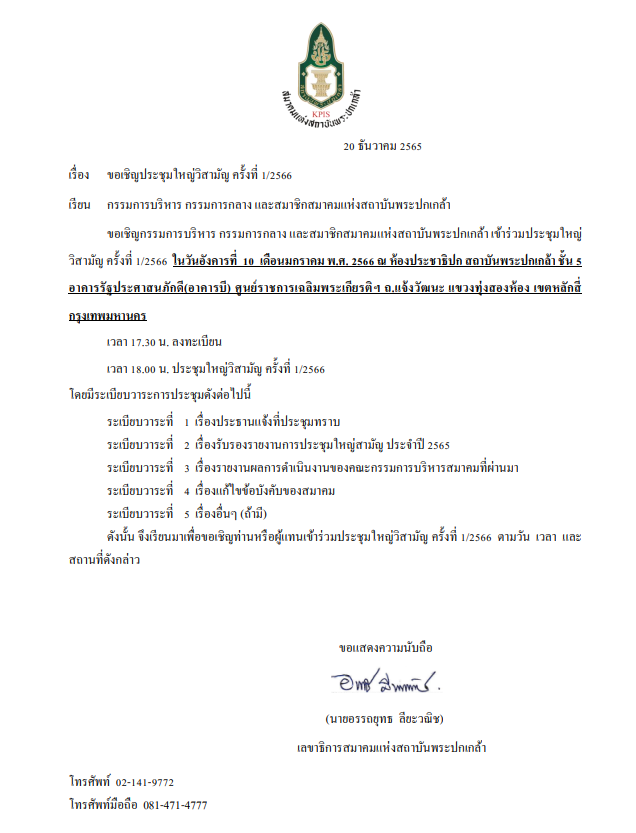 KPIS
สมาคมแห่งสถาบันพระปกเกล้า
20 ธันวาคม 2565
เรื่อง ขอเชิญประชุมใหญ่วิสามัญ ครั้งที่ 1/2566
เรียน กรรมการบริหาร กรรมการกลาง และสมาชิกสมาคมแห่งสถาบันพระปกเกล้า
ขอเชิญกรรมการบริหาร กรรมการกลาง และสมาชิกสมาคมแห่งสถาบันพระปกเกล้า เข้าร่วมประชุมใหญ่
วิสามัญ ครั้งที่ 1/2566 ในวันอังคารที่ 10 เดือนมกราคม พ.ศ. 2566 ณ ห้องประชาธิปก สถาบันพระปกเกล้า ชั้น 5
อาคารรัฐประศาสนภักดี(อาคารบี) ศูนย์ราชการเฉลิมพระเกียรติฯ ถ.แจ้งวัฒนะ แขวงทุ่งสองห้อง เขตหลักสี่
กรุงเทพมหานคร
เวลา 17.30 น. ลงทะเบียน
เวลา 18.00 น. ประชุมใหญ่วิสามัญ ครั้งที่ 1/2566
โดยมีระเบียบวาระการประชุมดังต่อไปนี้
ระเบียบวาระที่ 1 เรื่องประธานแจ้งที่ประชุมทราบ
ระเบียบวาระที่ 2 เรื่องรับรองรายงานการประชุมใหญ่สามัญ ประจำปี 2565
ระเบียบวาระที่ 3 เรื่องรายงานผลการดำเนินงานของคณะกรรมการบริหารสมาคมที่ผ่านมา
ระเบียบวาระที่ 4 เรื่องแก้ไขข้อบังคับของสมาคม
ระเบียบวาระที่ 5 เรื่องอื่นๆ (ถ้ามี)
ดังนั้น จึงเรียนมาเพื่อขอเชิญท่านหรือผู้แทนเข้าร่วมประชุมใหญ่วิสามัญ ครั้งที่ 1/2566 ตามวัน เวลา และ
สถานที่ดังกล่าว
ขอแสดงความนับถือ
(นายอรรถยุทธ ลียะวณิช)
เลขาธิการสมาคมแห่งสถาบันพระปกเกล้า
โทรศัพท์ 02-141-9772
โทรศัพท์มือถือ 081-471-4777